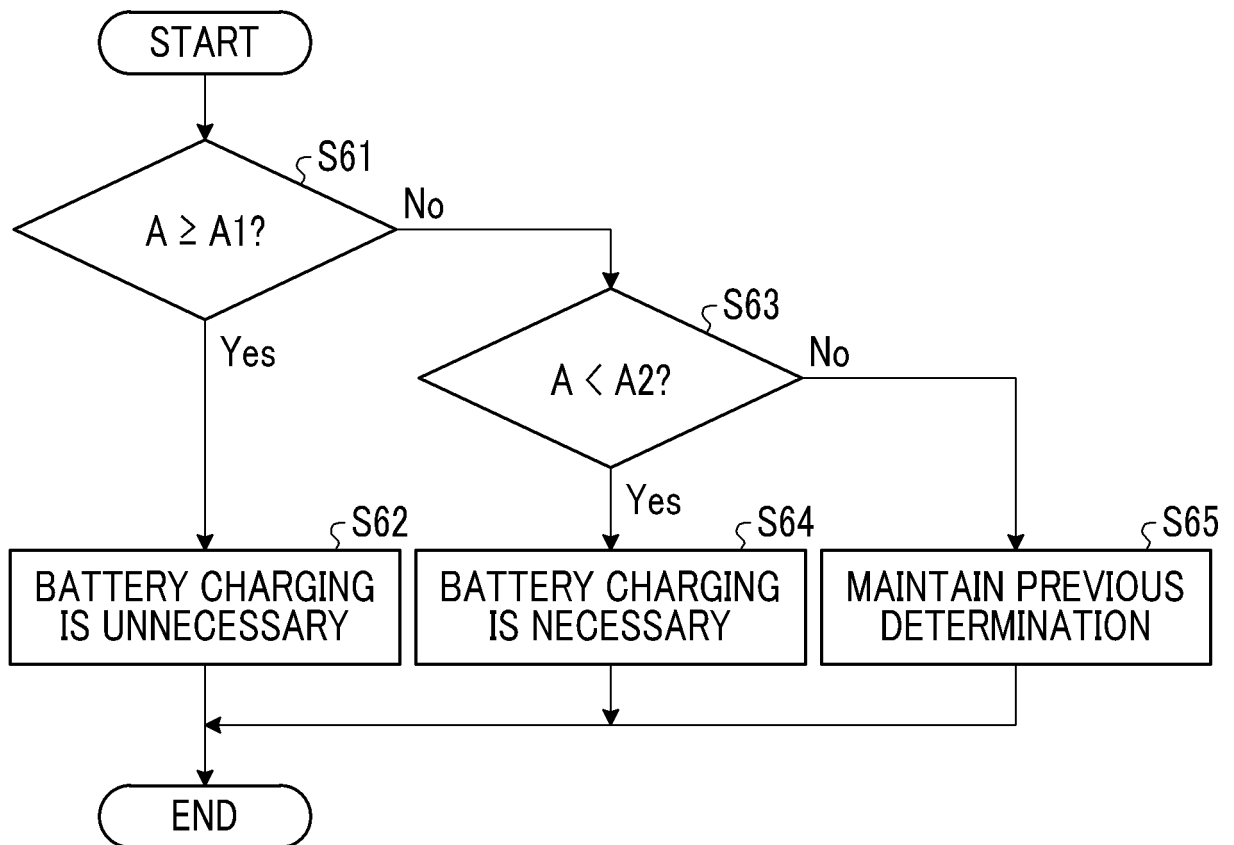 START
S61
A ≥ A1?
No
Yes
S63
A < A2?
No
Yes
S62
BATTERY CHARGING
IS UNNECESSARY
S64
BATTERY CHARGING
IS NECESSARY
S65
MAINTAIN PREVIOUS
DETERMINATION
END